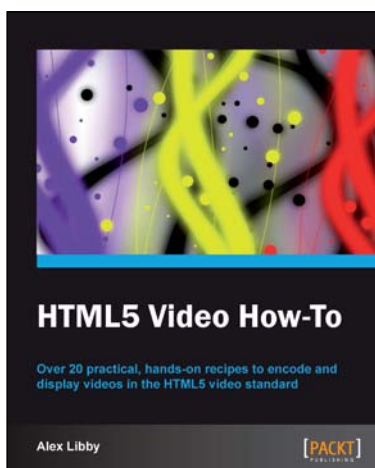 HTML5 Video How-To
Over 20 practical, hands-on recipes to encode and
display videos in the HTML5 video standard
Alex Libby
[PACKT]
PUBLISHING